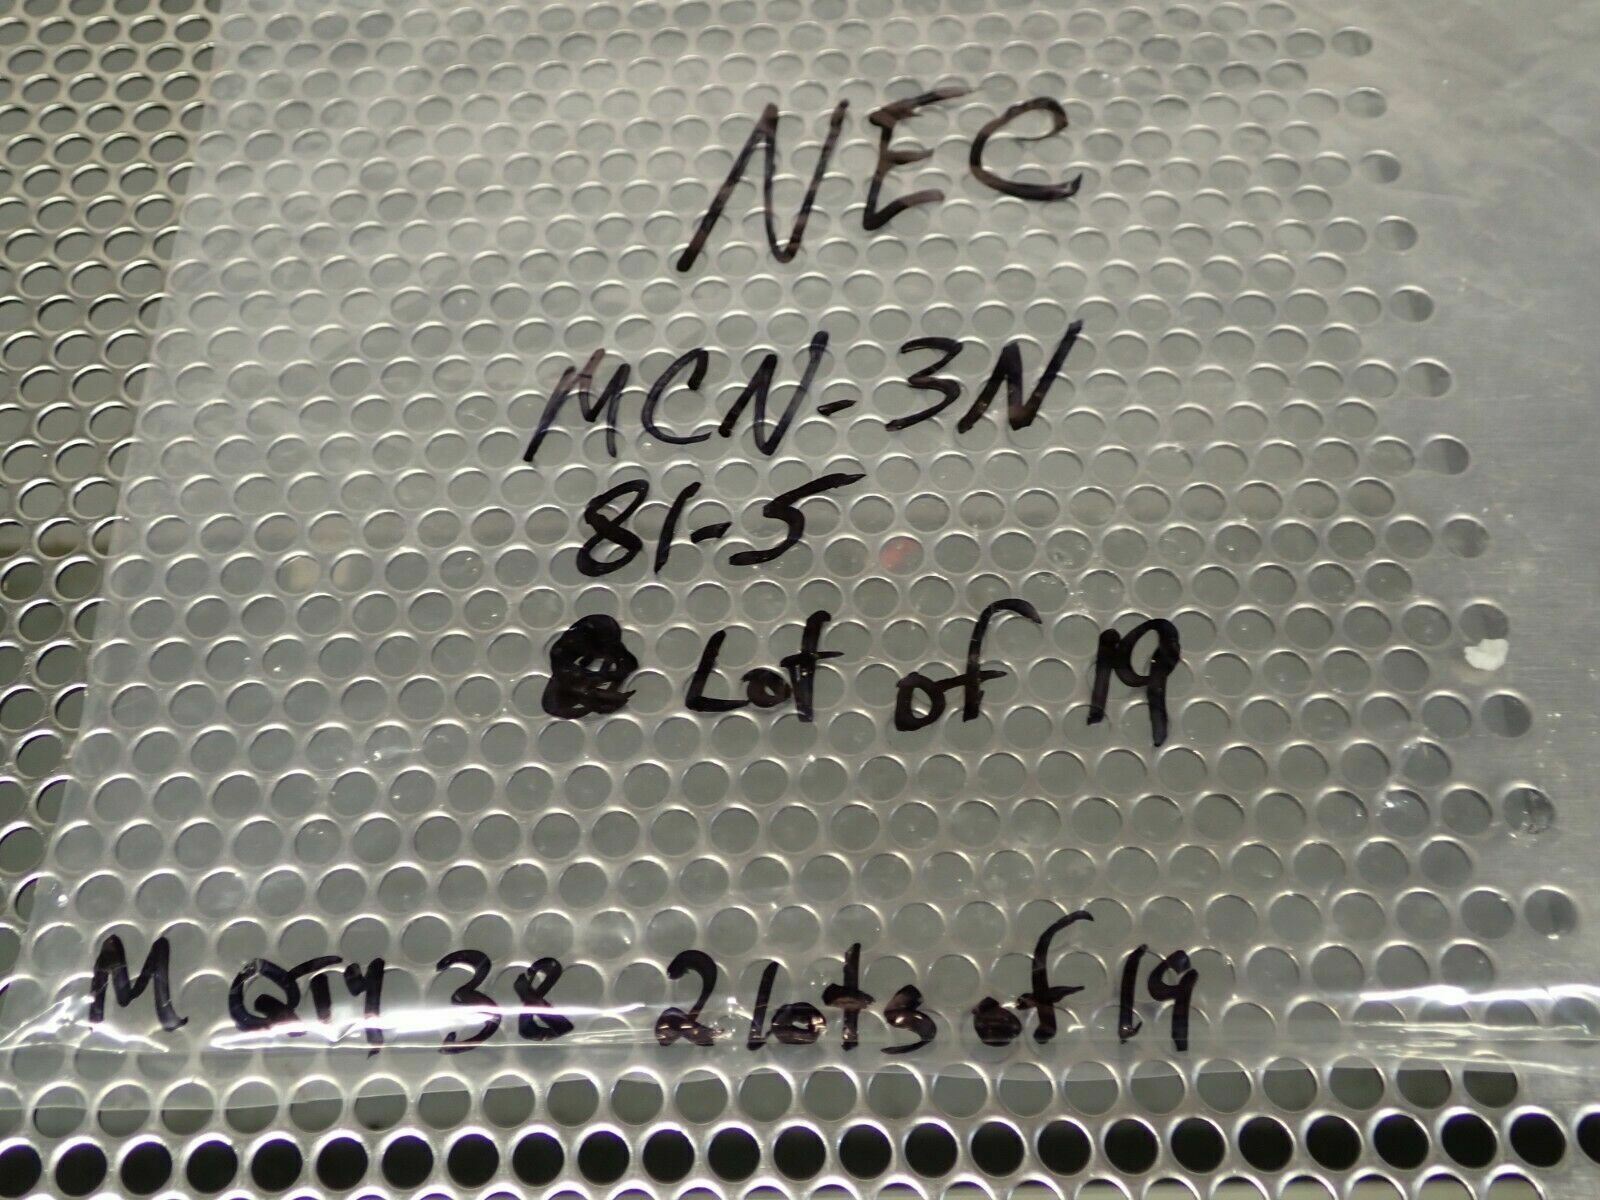 NEC
MCN-3N
81-5
Lot of 19
M QTY 38 2 lots of 19